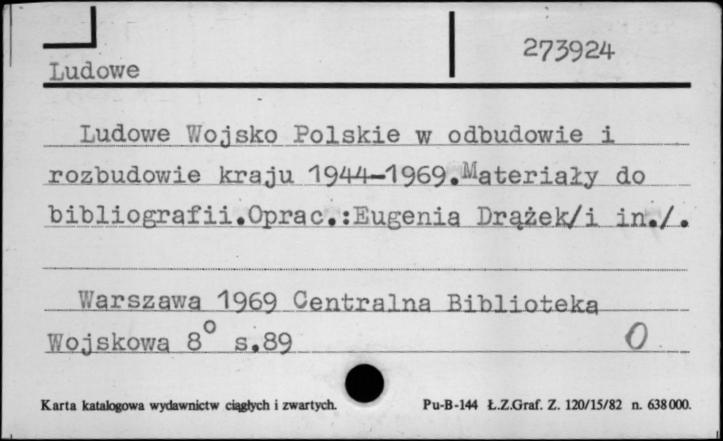 273924
Ludowe
Ludowe Wojsko Polskie w odbudowie i
rozbudowie kraju 1944-1969.Materiały do
bibliografii.Oprac.:Eugenia Drążek/i in./.
Warszawa 1969 Centralna Biblioteka
Wojskowa 8° s.89
0
Karta katalogowa wydawnictw ciągłych i zwartych. Pu-B-144 Ł.Z.Graf. Z. 120/15/82 n. 638000.